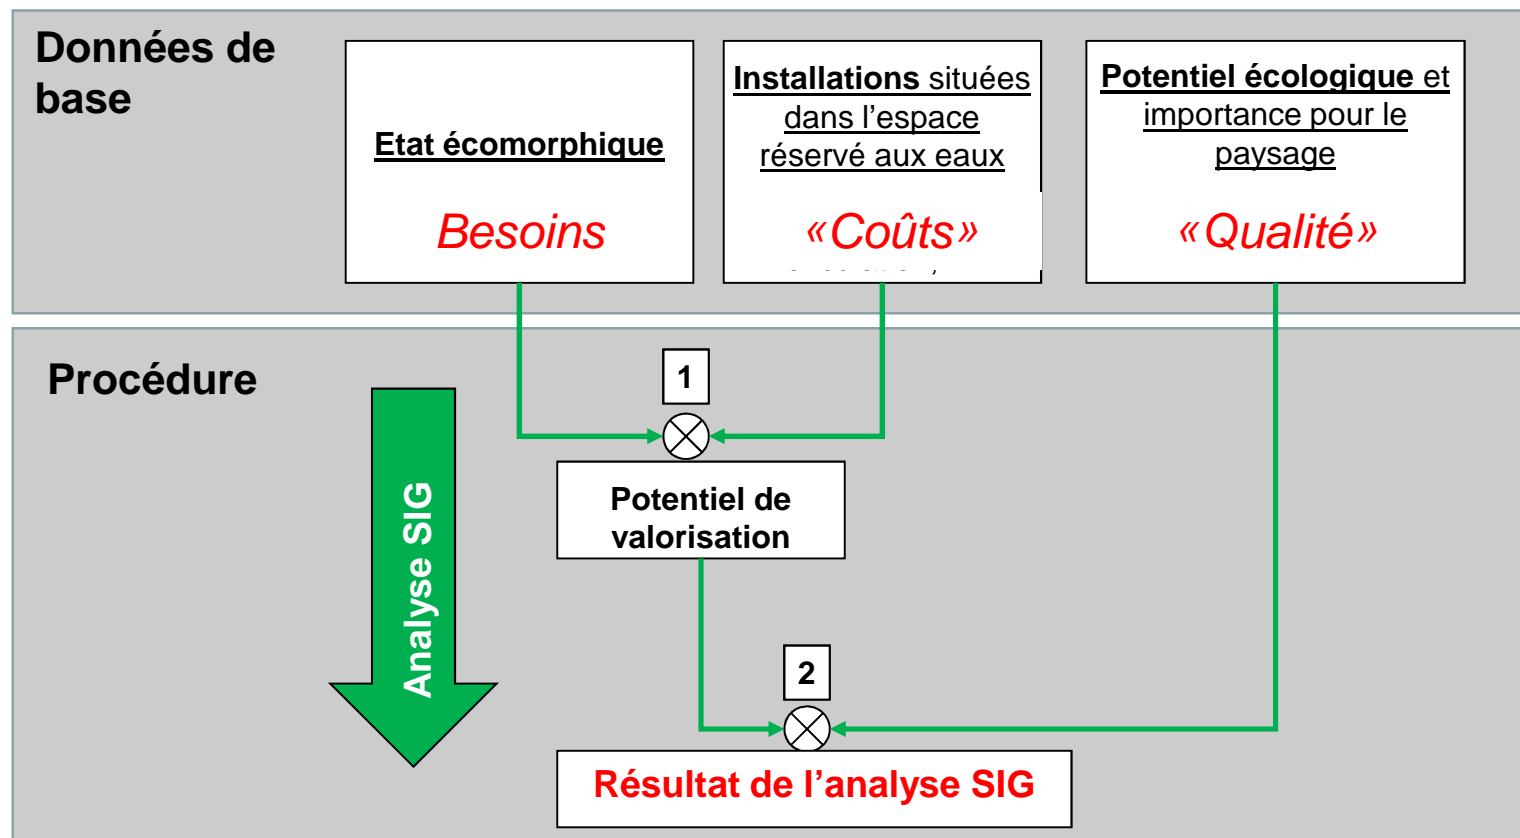 Données de
base
Etat écomorphique
Besoins
Installations situées
dans l’espace
réservé aux eaux
«Coûts»
Potentiel écologique et
importance pour le
paysage
«Qualité»
Procédure
1
Potentiel de
valorisation
Analyse SIG
2
Résultat de l’analyse SIG